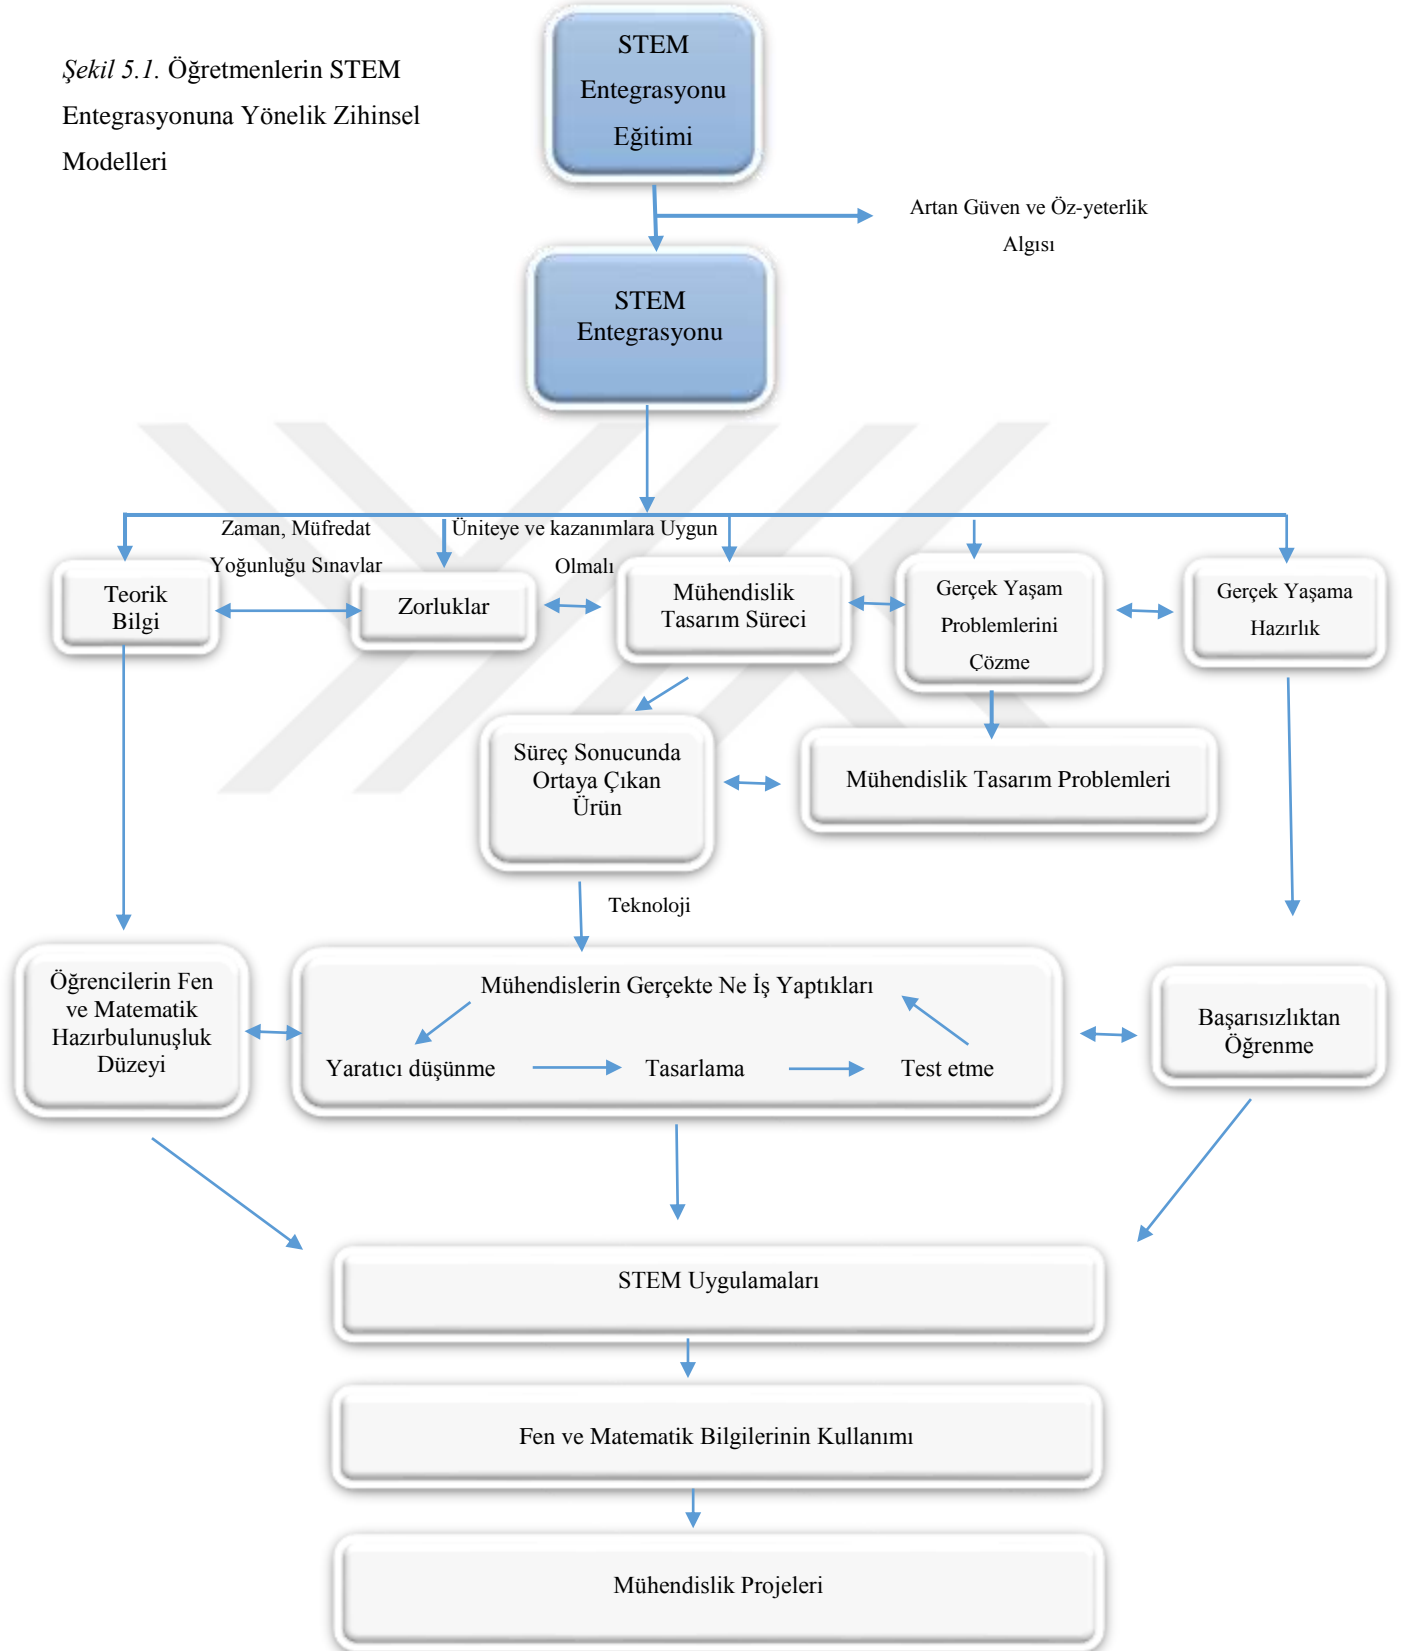 Şekil 5.1. Öğretmenlerin STEM
Entegrasyonuna Yönelik Zihinsel
Modelleri
STEM
Entegrasyonu
Eğitimi
Artan Güven ve Öz-yeterlik
Algısı
STEM
Entegrasyonu
Zaman, Müfredat
Yoğunluğu Sınavlar
Üniteye ve kazanımlara Uygun
Olmalı
Teorik
Bilgi
Zorluklar
Mühendislik
Tasarım Süreci
Gerçek Yaşam
Problemlerini
Çözme
Gerçek Yaşama
Hazırlık
Süreç Sonucunda
Ortaya Çıkan
Ürün
Mühendislik Tasarım Problemleri
Teknoloji
Öğrencilerin Fen
ve Matematik
Hazırbulunuşluk
Düzeyi
Mühendislerin Gerçekte Ne İş Yaptıkları
Yaratıcı düşünme
Tasarlama
Test etme
Başarısızlıktan
Öğrenme
STEM Uygulamaları
Fen ve Matematik Bilgilerinin Kullanımı
Mühendislik Projeleri